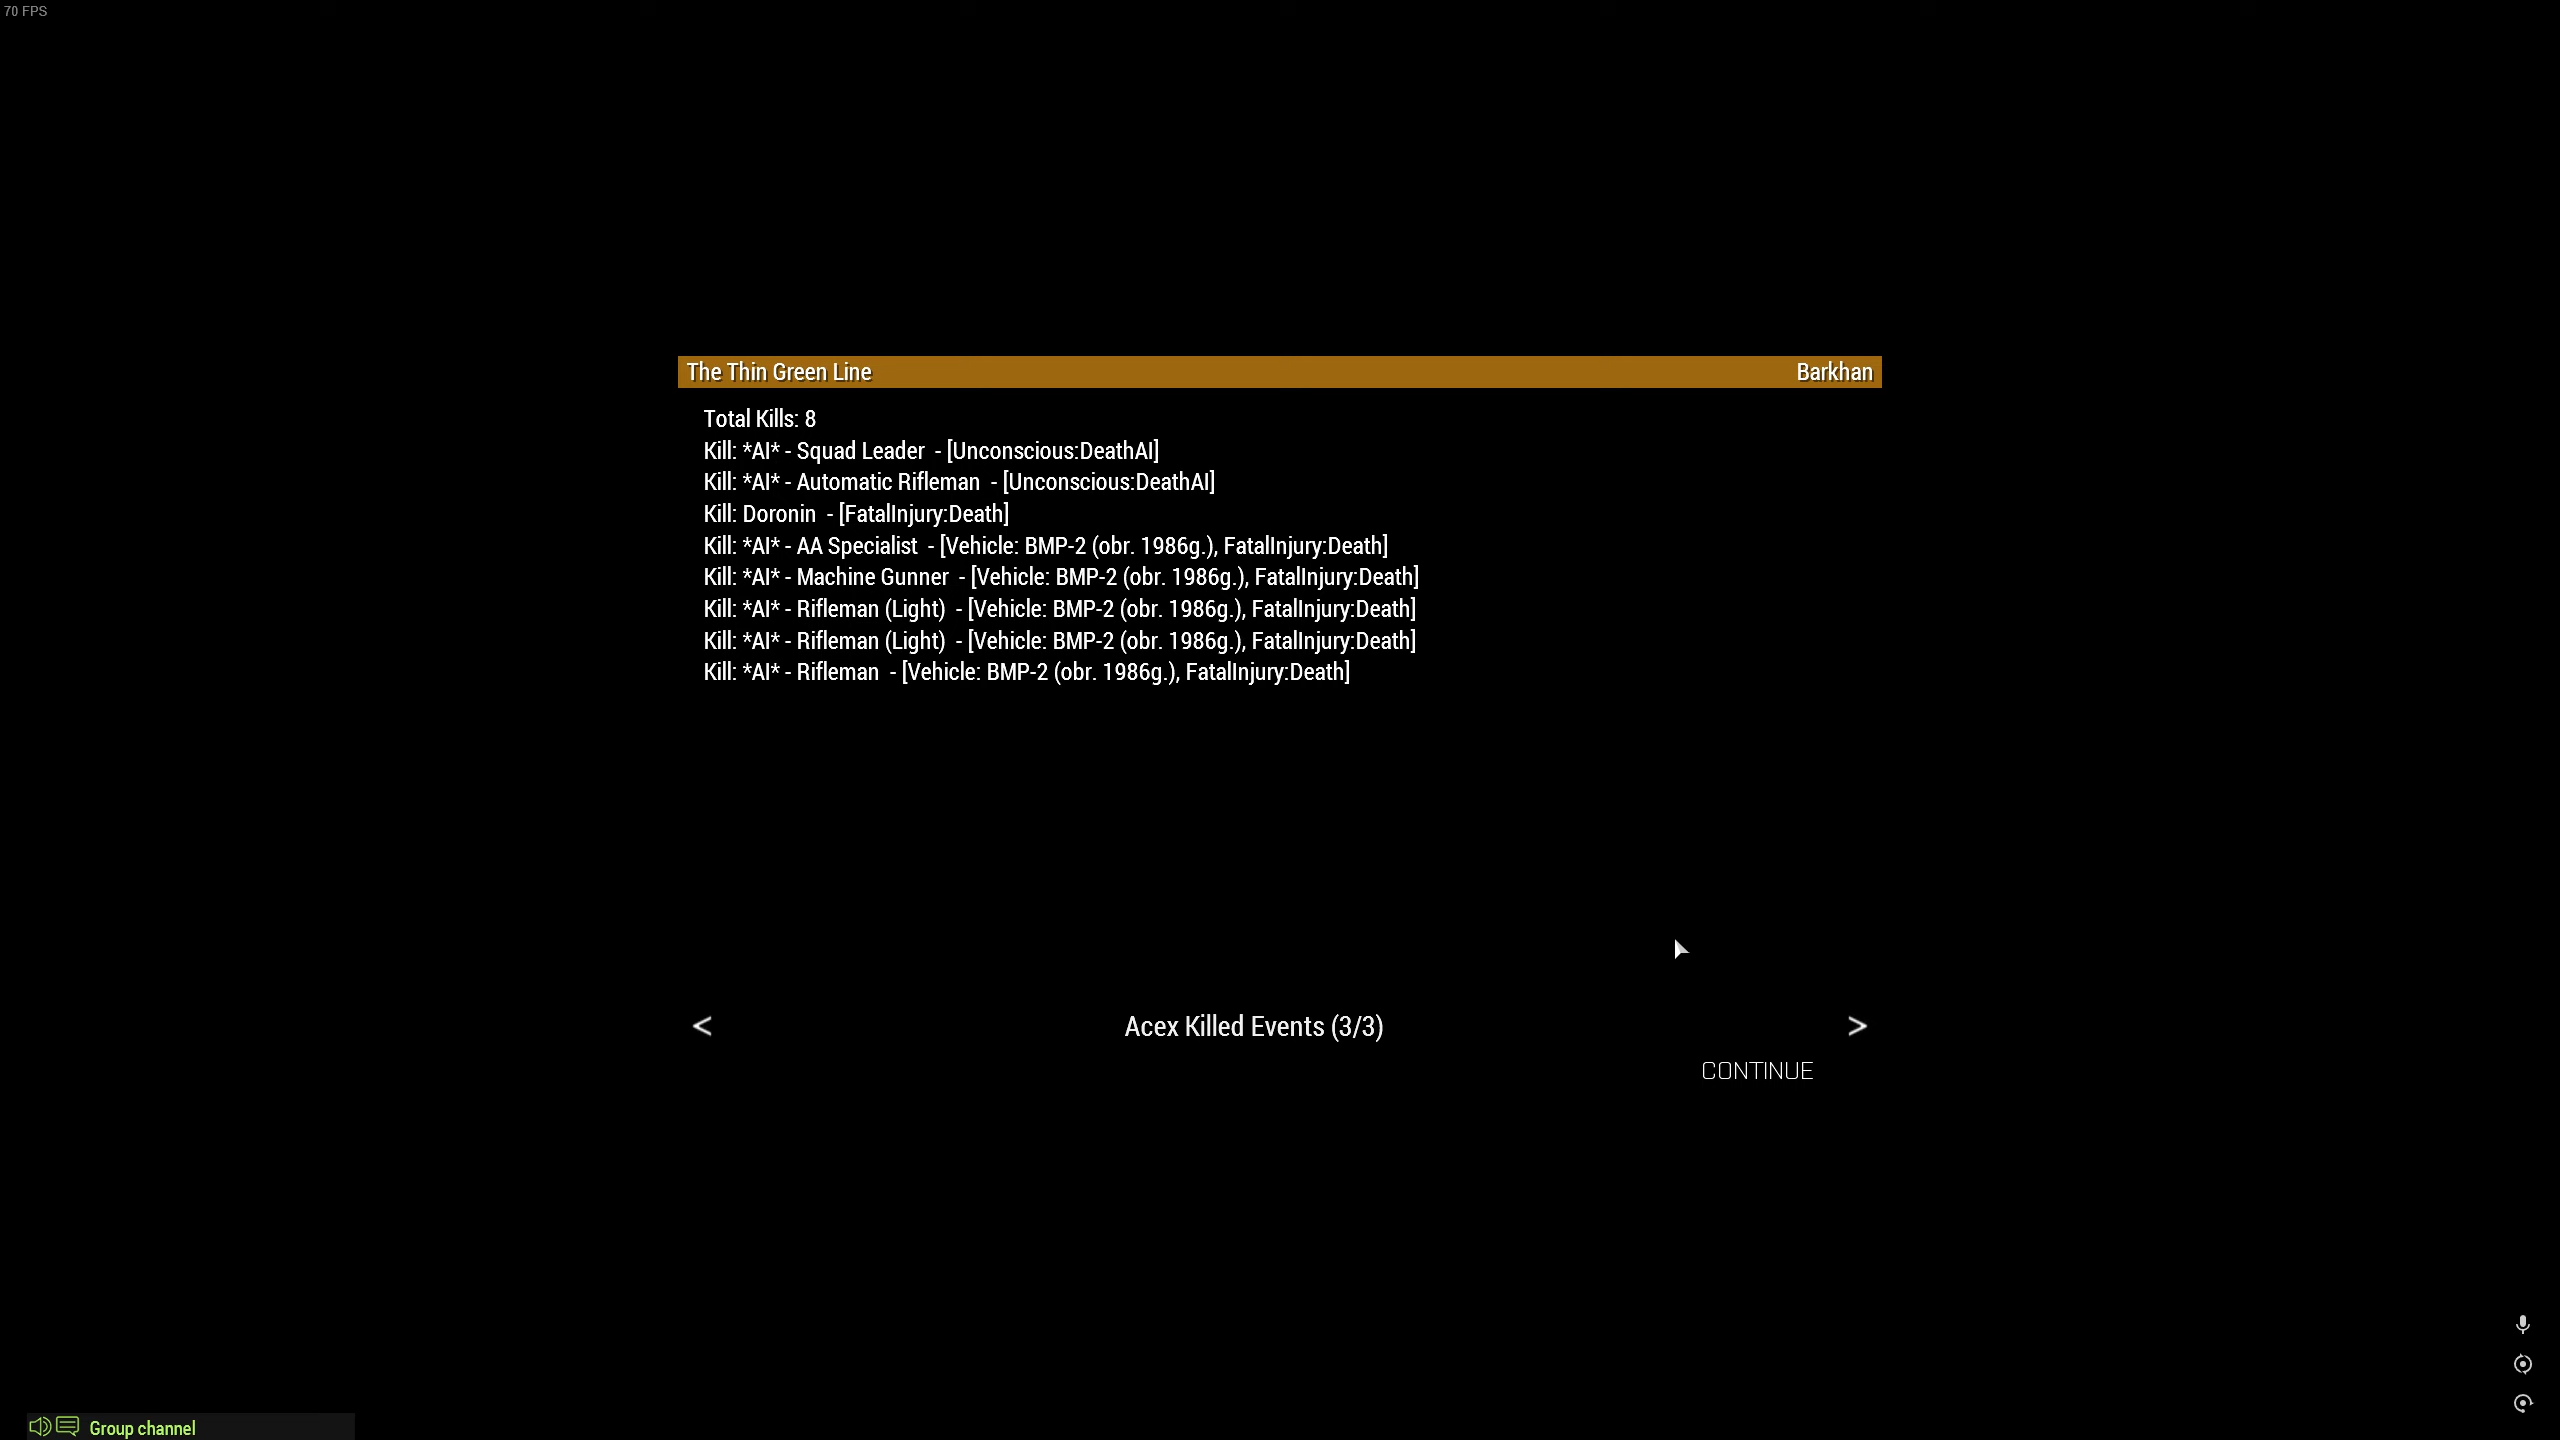 70 FPS
The Thin Green Line
Barkhan
Total Kills: 8
Kill: *AI* - Squad Leader - [Unconscious:DeathAI]
Kill: *AI* - Automatic Rifleman - [Unconscious:DeathAI]
Kill: Doronin - [FatalInjury:Death]
Kill: *AI* - AA Specialist - [Vehicle: BMP-2 (obr. 1986g.), FatalInjury:Death]
Kill: *AI* - Machine Gunner - [Vehicle: BMP-2 (obr. 1986g.), FatalInjury:Death]
Kill: *AI* - Rifleman (Light) - [Vehicle: BMP-2 (obr. 1986g.), FatalInjury:Death]
Kill: *AI* - Rifleman (Light) - [Vehicle: BMP-2 (obr. 1986g.), FatalInjury:Death]
Kill: *AI* - Rifleman - [Vehicle: BMP-2 (obr. 1986g.), FatalInjury:Death]
< Acex Killed Events (3/3) >
CONTINUE
Group channel